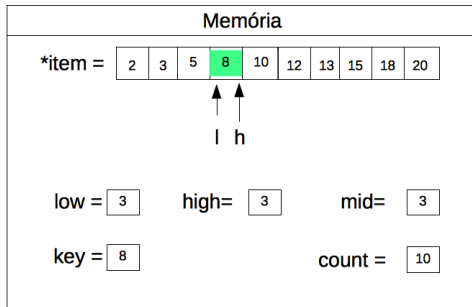 Memória
*item = 2 3 5 8 10 12 13 15 18 20
l h
low = 3 high= 3 mid= 3
key = 8 count = 10